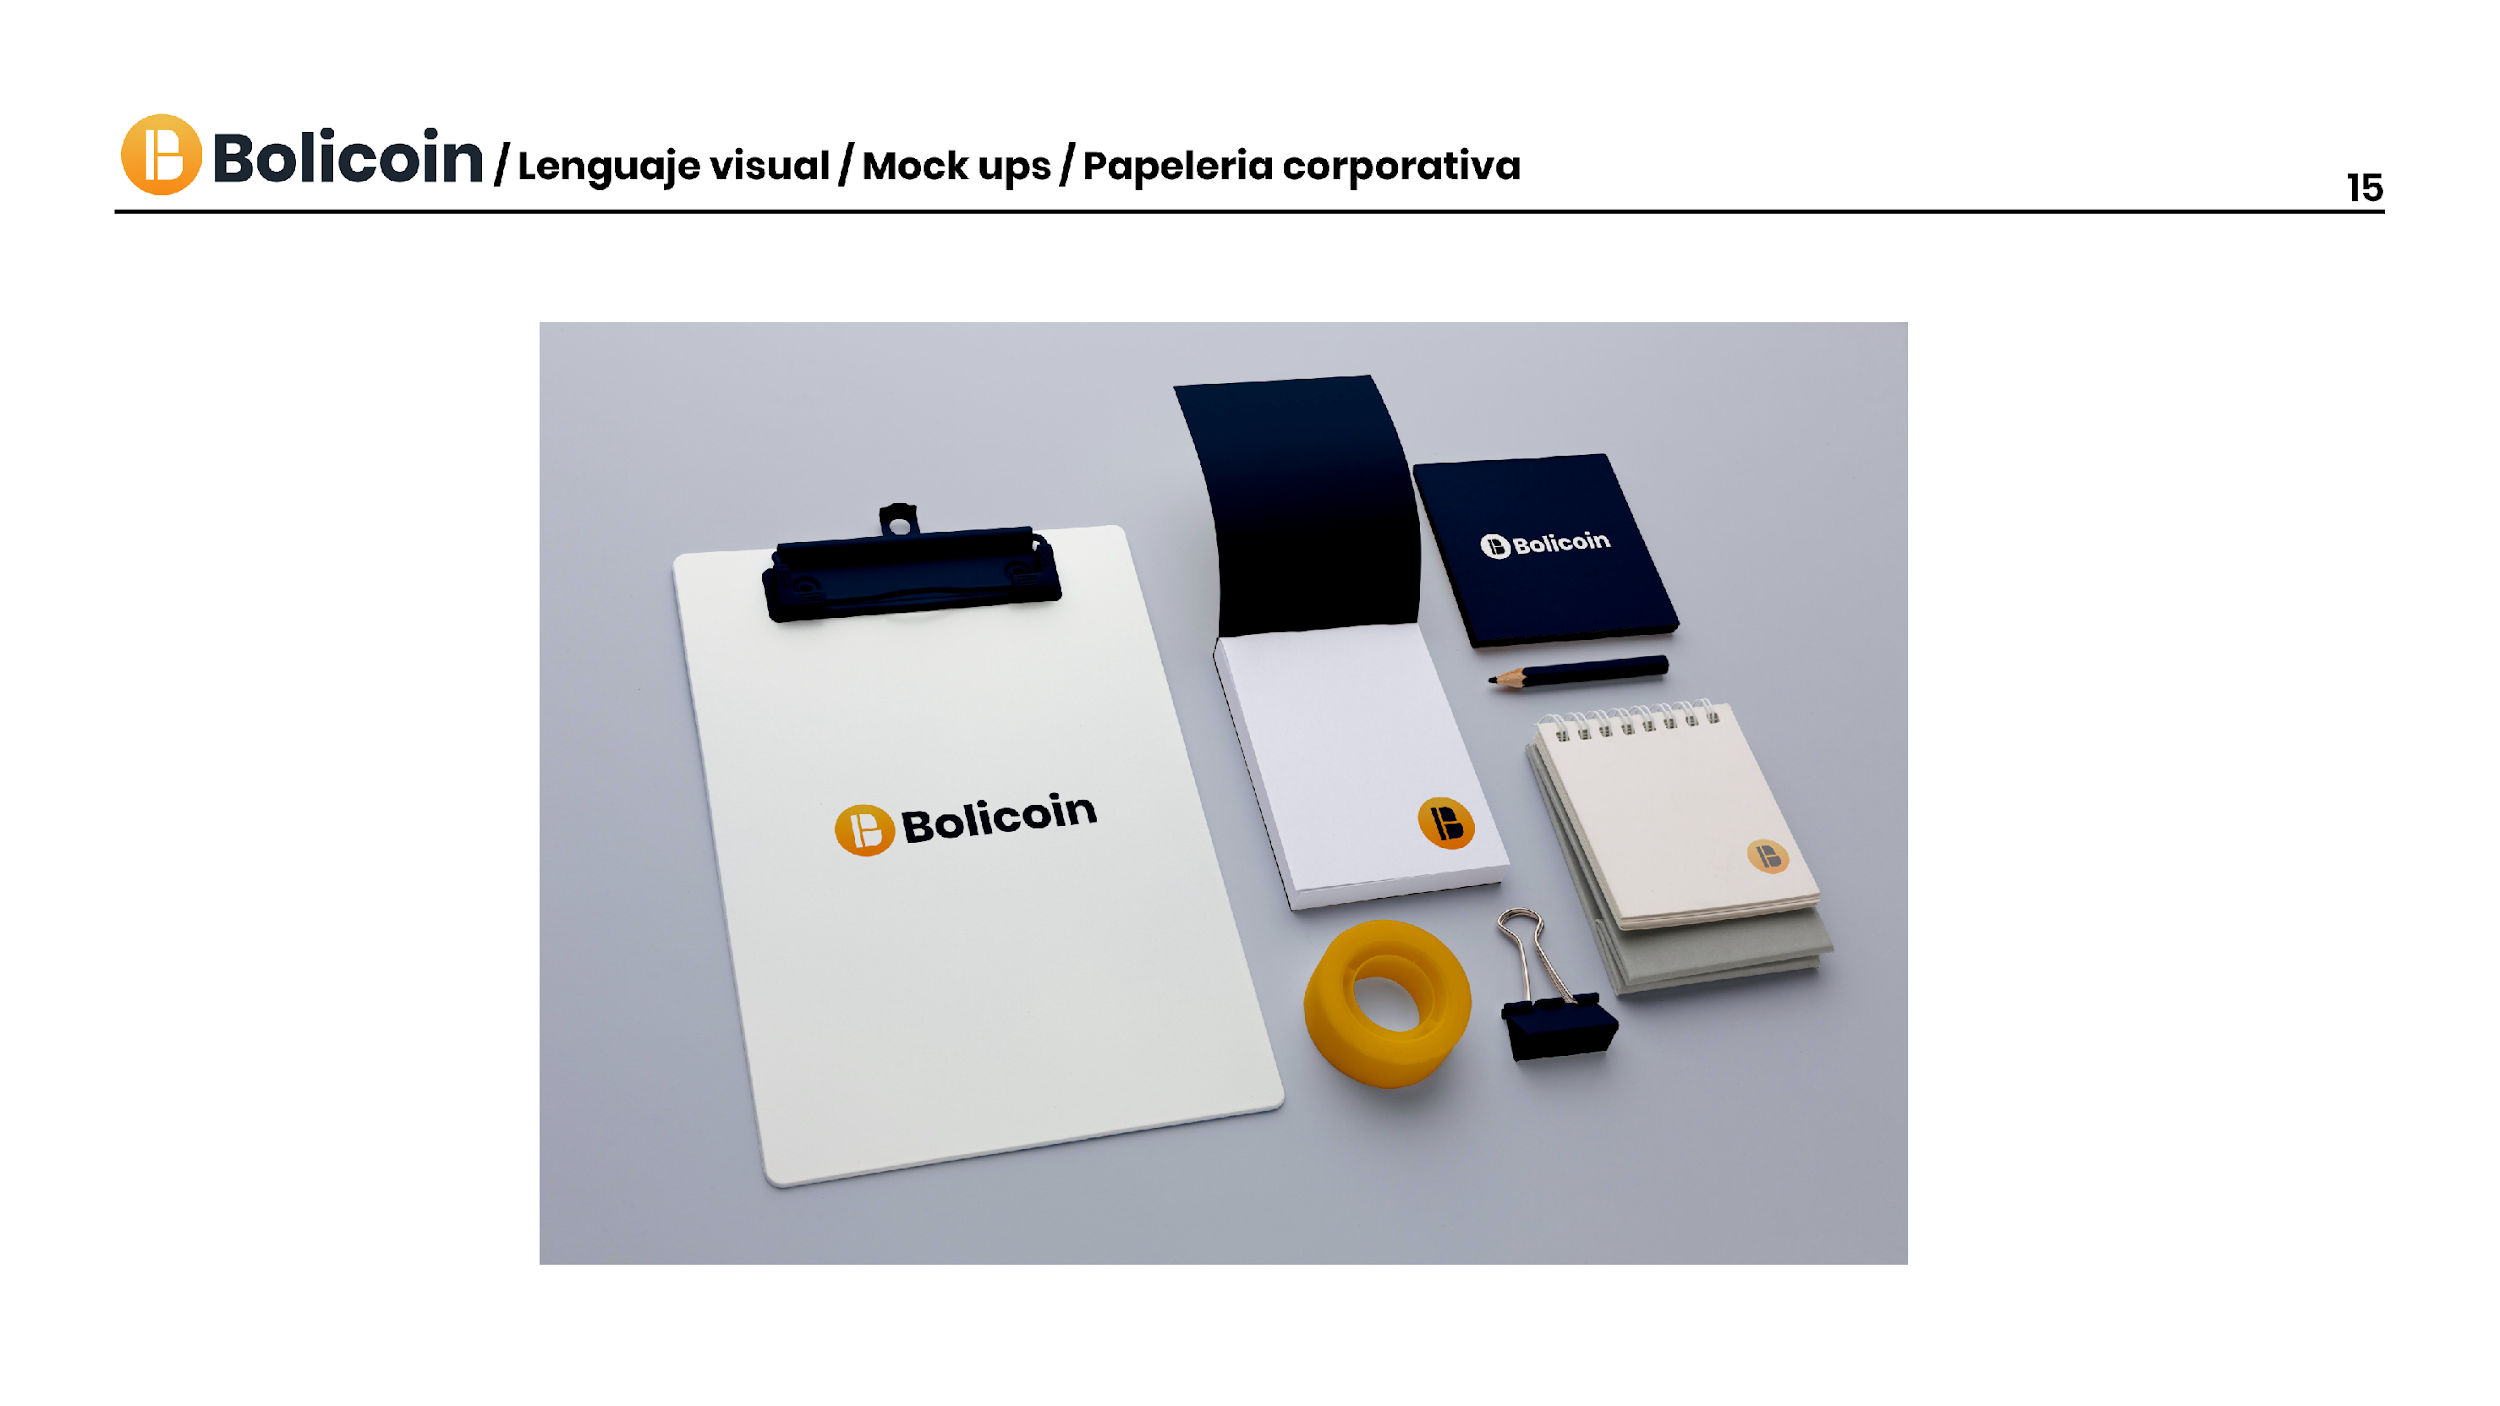 Bolicoin / Lenguaje visual / Mock ups / Papeleria corporativa
15
Bolicoin
Bolicoin